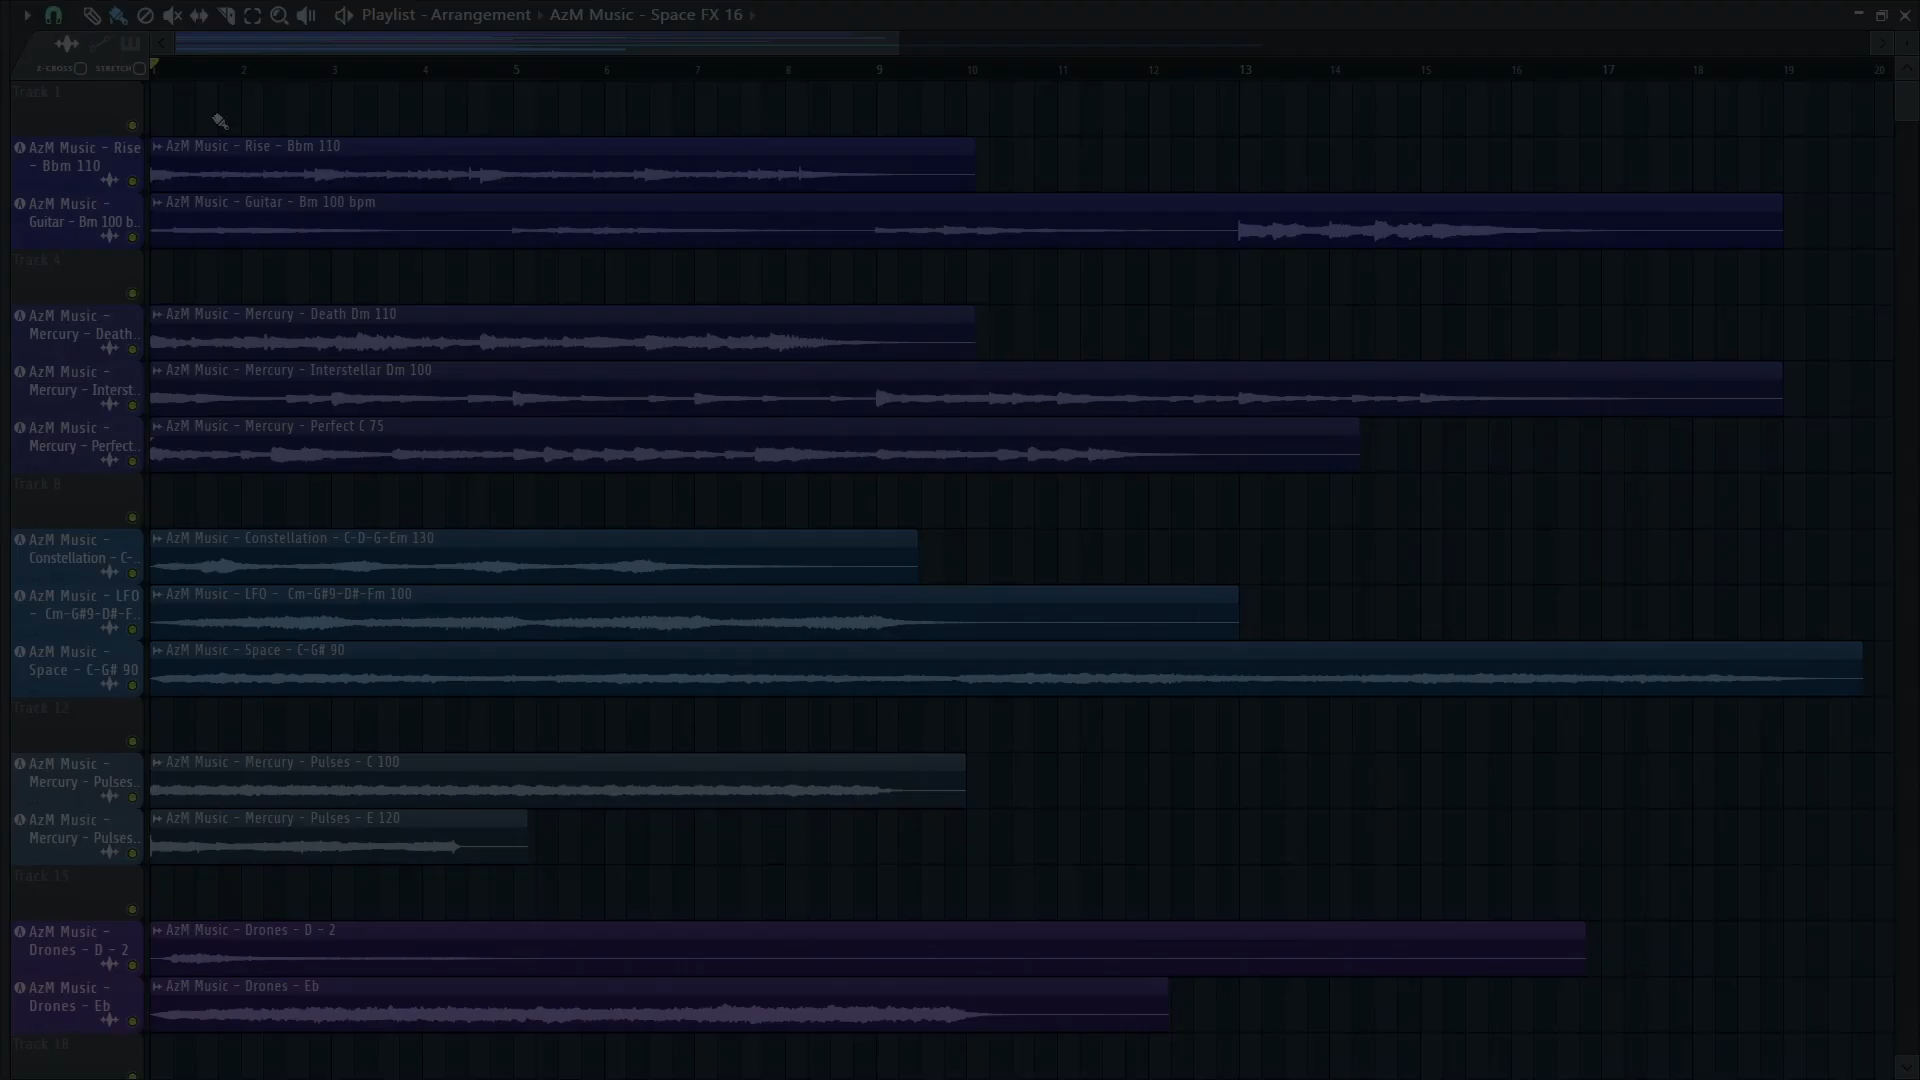 Playlist - Arrangement › AzM Music - Space FX 16 ›
Z-CROSS STRETCH
1 2 3 4 5 6 7 8 9 10 11 12 13 14 15 16 17 18 19 20
Track 1
AzM Music - Rise
- Bbm 110
AzM Music - Rise - Bbm 110
AzM Music -
Guitar - Bm 100 b..
AzM Music - Guitar - Bm 100 bpm
Track 4
AzM Music -
Mercury - Death..
AzM Music - Mercury - Death Dm 110
AzM Music -
Mercury - Interst..
AzM Music - Mercury - Interstellar Dm 100
AzM Music -
Mercury - Perfect..
AzM Music - Mercury - Perfect C 75
Track 8
AzM Music -
Constellation - C-..
AzM Music - Constellation - C-D-G-Em 130
AzM Music - LFO
- Cm-G#9-D#-F..
AzM Music - LFO - Cm-G#9-D#-Fm 100
AzM Music -
Space - C-G# 90
AzM Music - Space - C-G# 90
Track 12
AzM Music -
Mercury - Pulses..
AzM Music - Mercury - Pulses - C 100
AzM Music -
Mercury - Pulses..
AzM Music - Mercury - Pulses - E 120
Track 15
AzM Music -
Drones - D - 2
AzM Music - Drones - D - 2
AzM Music -
Drones - Eb
AzM Music - Drones - Eb
Track 18